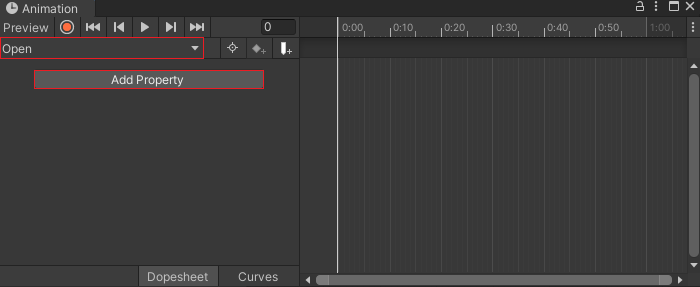 Animation
Preview 0 0:00 0:10 0:20 0:30 0:40 0:50 1:00
Open
Add Property
Dopesheet Curves